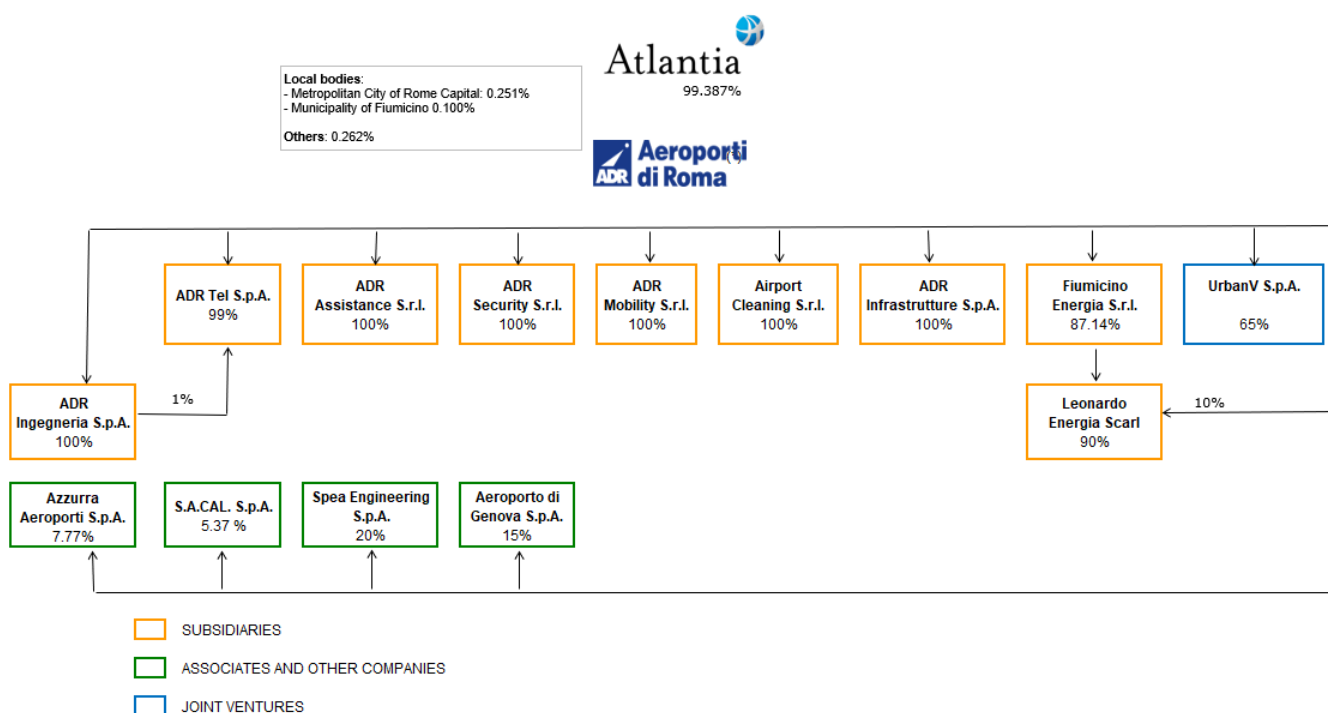 Atlantia
99.387%
Local bodies:
- Metropolitan City of Rome Capital: 0.251%
- Municipality of Fiumicino 0.100%
Others: 0.262%
ADR
Aeroporti
(*)
di Roma
ADR Tel S.p.A.
99%
ADR
Assistance S.r.l.
100%
ADR
Security S.r.l.
100%
ADR
Mobility S.r.l.
100%
Airport
Cleaning S.r.l.
100%
ADR
Infrastrutture S.p.A.
100%
Fiumicino
Energia S.r.l.
87.14%
UrbanV S.p.A.
65%
ADR
Ingegneria S.p.A.
100%
1%
Leonardo
Energia Scarl
90%
10%
Azzurra
Aeroporti S.p.A.
7.77%
S.A.CAL. S.p.A.
5.37 %
Spea Engineering
S.p.A.
20%
Aeroporto di
Genova S.p.A.
15%
SUBSIDIARIES
ASSOCIATES AND OTHER COMPANIES
JOINT VENTURES